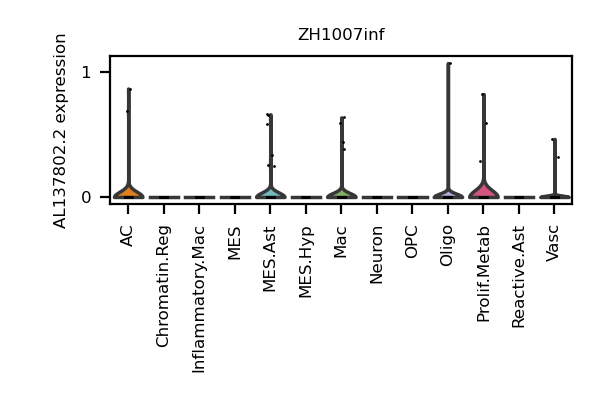 ZH1007inf
AL137802.2 expression
1
0
AC
Chromatin.Reg
Inflammatory.Mac
MES
MES.Ast
MES.Hyp
Mac
Neuron
OPC
Oligo
Prolif.Metab
Reactive.Ast
Vasc